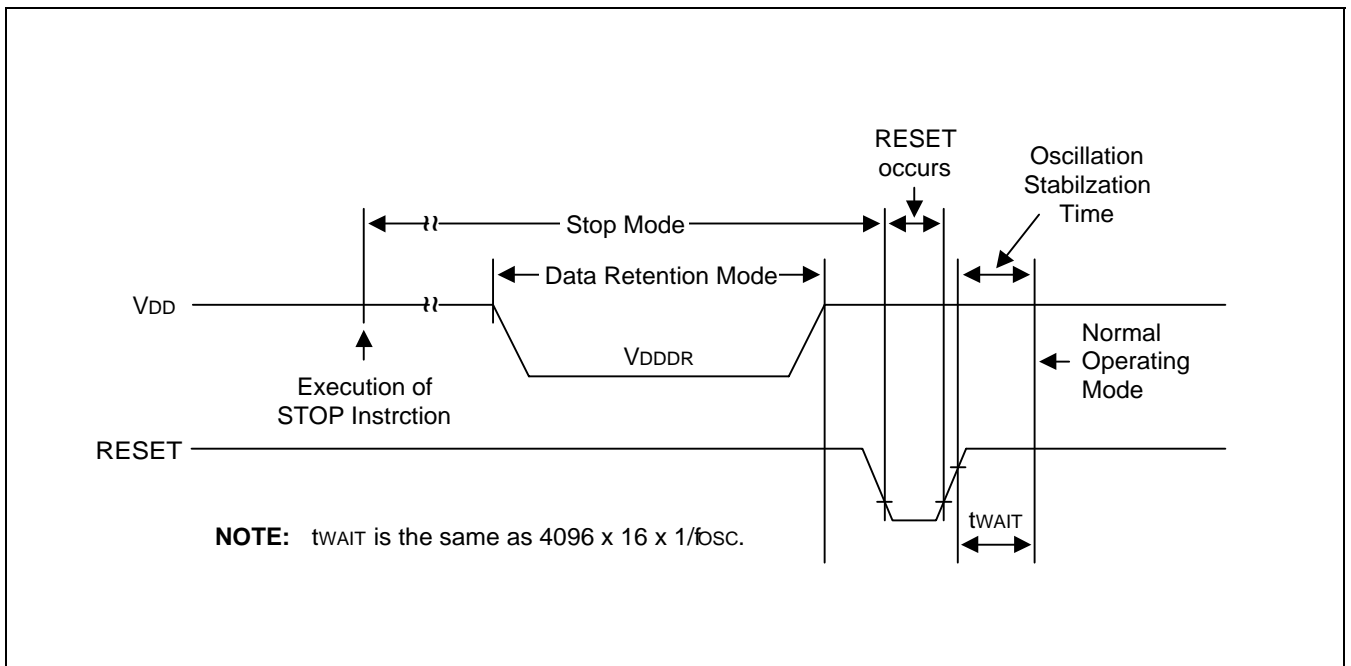 RESET
occurs
Oscillation
Stabilzation
Time
Stop Mode
Data Retention Mode
VDD
VDDDR
Normal
Operating
Mode
Execution of
STOP Instrction
RESET
tWAIT
NOTE: tWAIT is the same as 4096 x 16 x 1/fOSC.